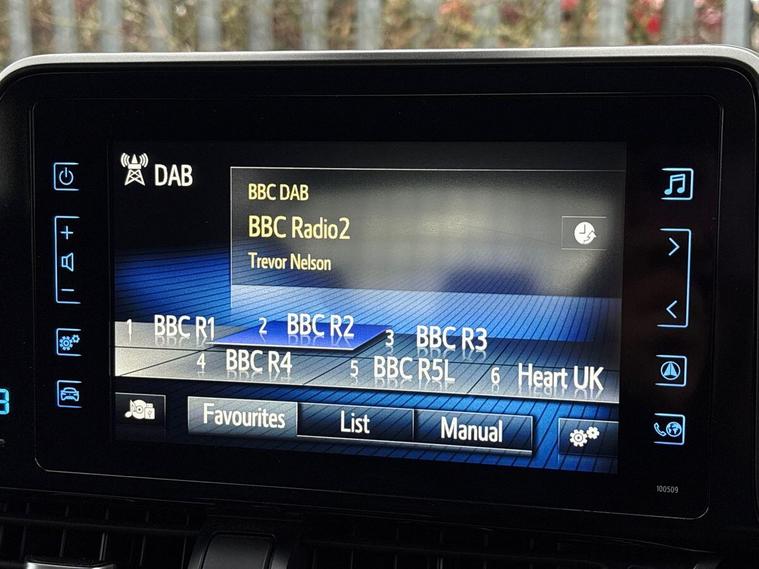 DAB
BBC DAB
BBC Radio2
Trevor Nelson
1 BBC R1
2 BBC R2
3 BBC R3
4 BBC R4
5 BBC R5L
6 Heart UK
Favourites
List
Manual
100509